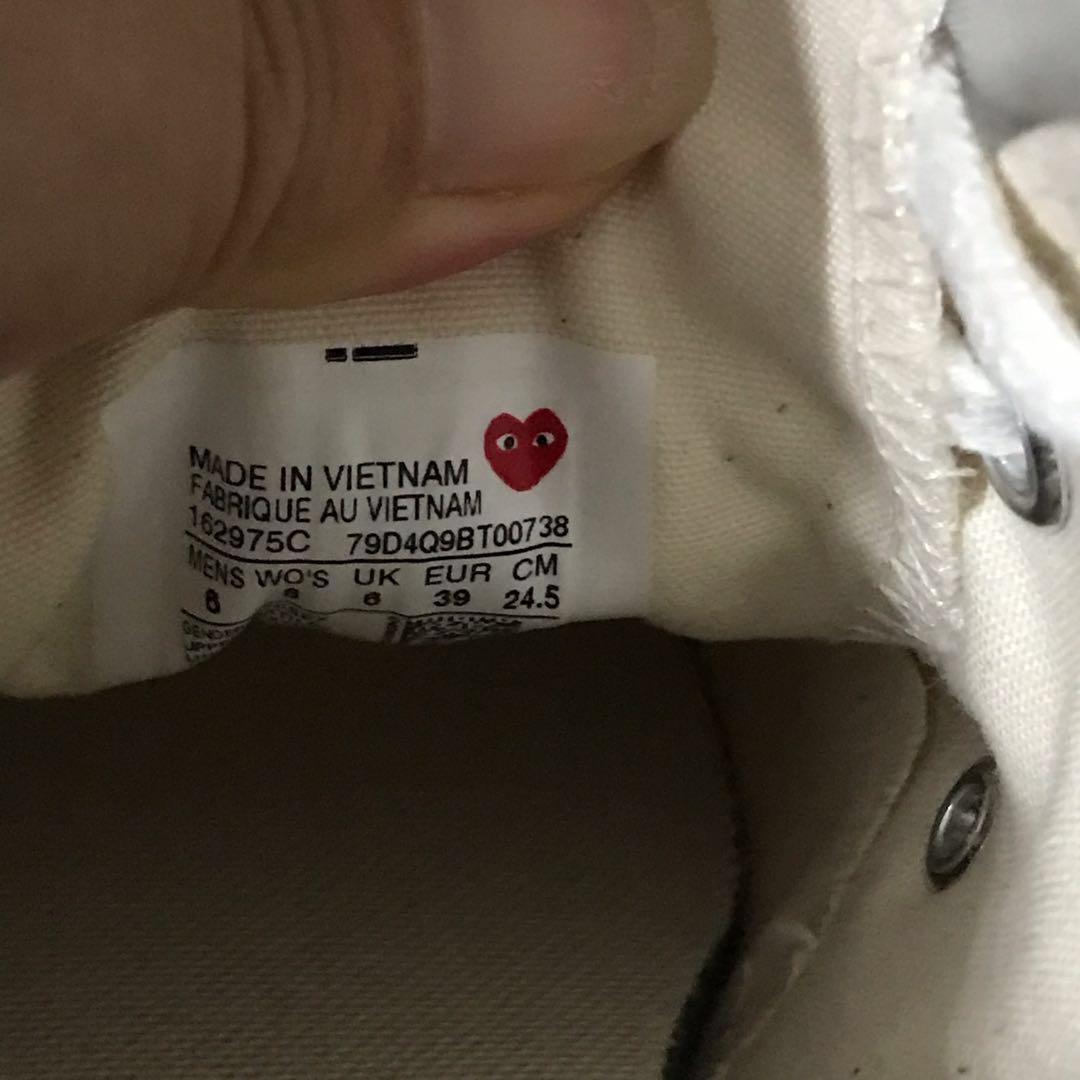 MADE IN VIETNAM
FABRIQUE AU VIETNAM
162975C 79D4Q9BT00738
MENS WO'S UK EUR CM
6 6 39 24.5